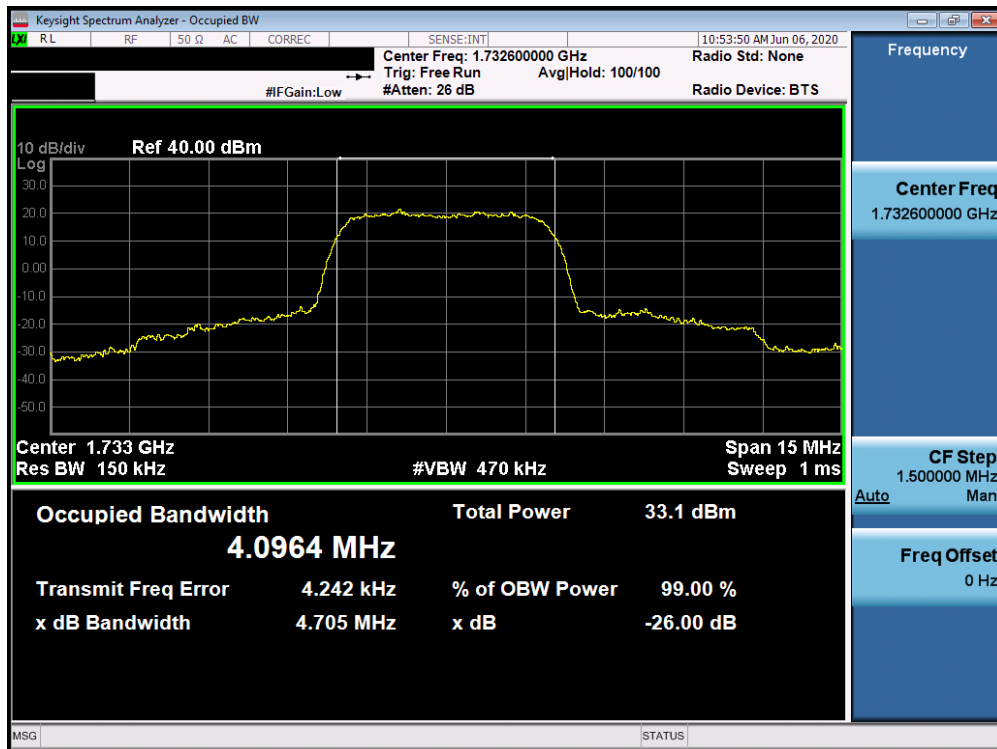 Keysight Spectrum Analyzer - Occupied BW
LXI RL RF 50 Ω AC CORREC SENSE:INT 10:53:50 AM Jun 06, 2020
Center Freq: 1.732600000 GHz Radio Std: None
Trig: Free Run Avg|Hold: 100/100
#IFGain:Low #Atten: 26 dB Radio Device: BTS
10 dB/div Ref 40.00 dBm
Log
30.0
20.0
10.0
0.00
-10.0
-20.0
-30.0
-40.0
-50.0
Center 1.733 GHz Span 15 MHz
Res BW 150 kHz #VBW 470 kHz Sweep 1 ms
Occupied Bandwidth Total Power 33.1 dBm
4.0964 MHz
Transmit Freq Error 4.242 kHz % of OBW Power 99.00 %
x dB Bandwidth 4.705 MHz x dB -26.00 dB
MSG STATUS
Frequency
Center Freq
1.732600000 GHz
CF Step
1.500000 MHz
Auto Man
Freq Offset
0 Hz